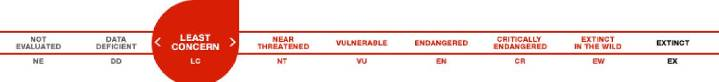 NOT EVALUATED
DATA DEFICIENT
< LEAST CONCERN >
NEAR THREATENED
VULNERABLE
ENDANGERED
CRITICALLY ENDANGERED
EXTINCT IN THE WILD
EXTINCT
NE
DD
LC
NT
VU
EN
CR
EW
EX